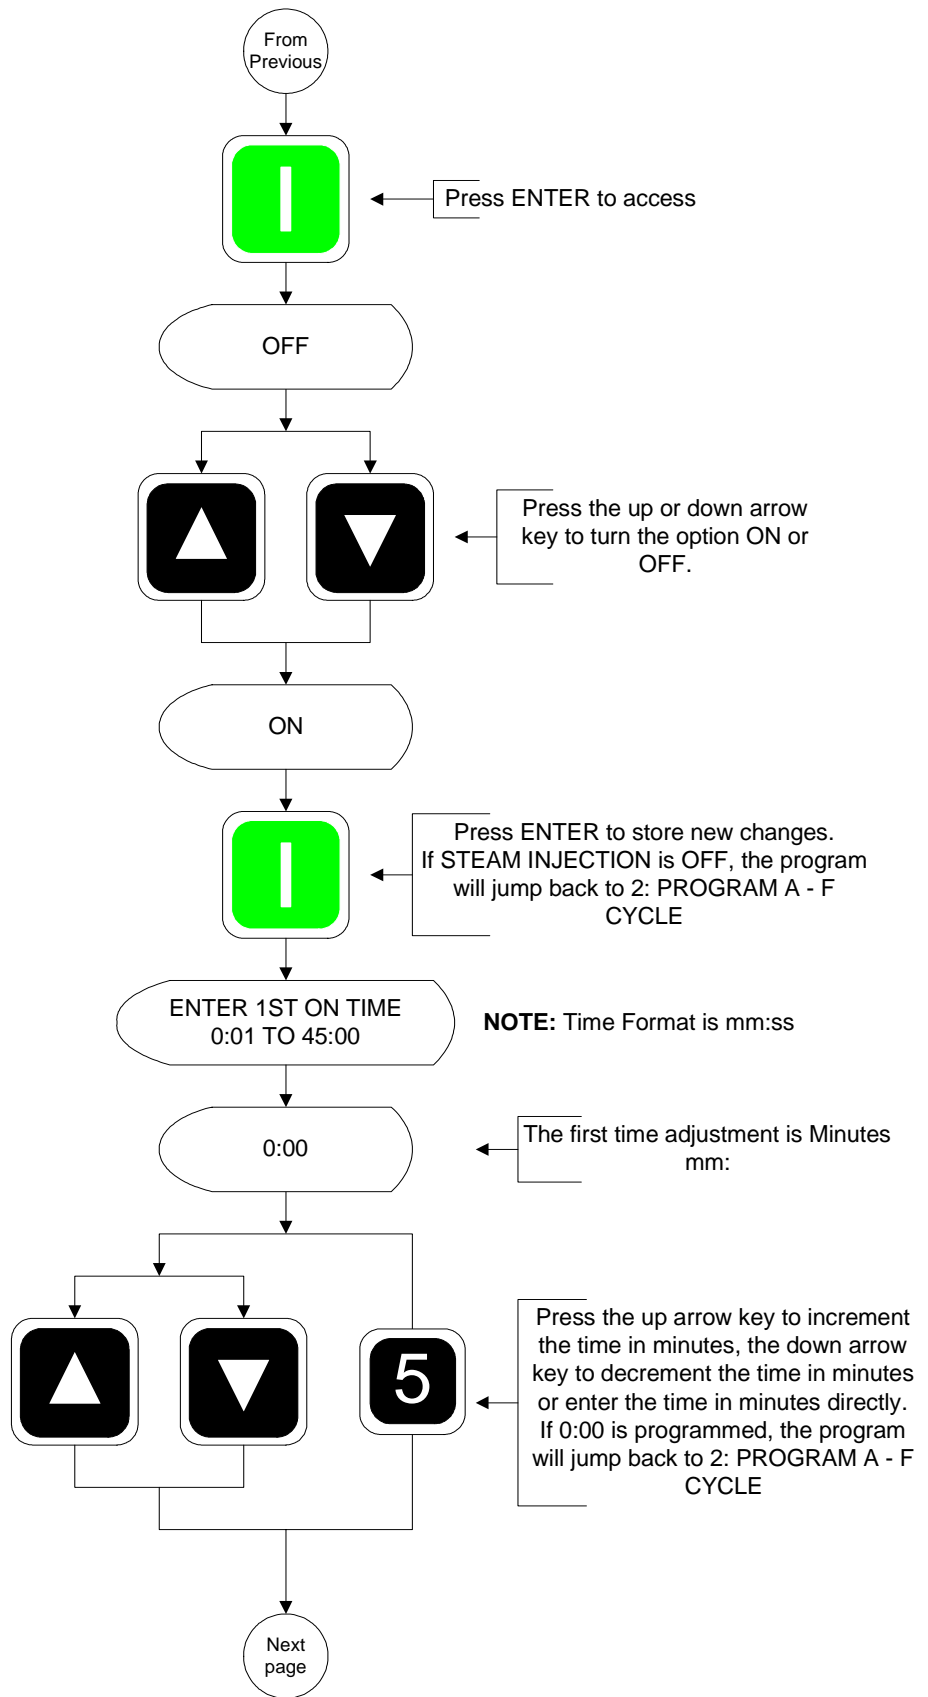 From
Previous
Press ENTER to access
OFF
Press the up or down arrow
key to turn the option ON or
OFF.
ON
Press ENTER to store new changes.
If STEAM INJECTION is OFF, the program
will jump back to 2: PROGRAM A - F
CYCLE
ENTER 1ST ON TIME
0:01 TO 45:00
NOTE: Time Format is mm:ss
0:00
The first time adjustment is Minutes
mm:
5
Press the up arrow key to increment
the time in minutes, the down arrow
key to decrement the time in minutes
or enter the time in minutes directly.
If 0:00 is programmed, the program
will jump back to 2: PROGRAM A - F
CYCLE
Next
page